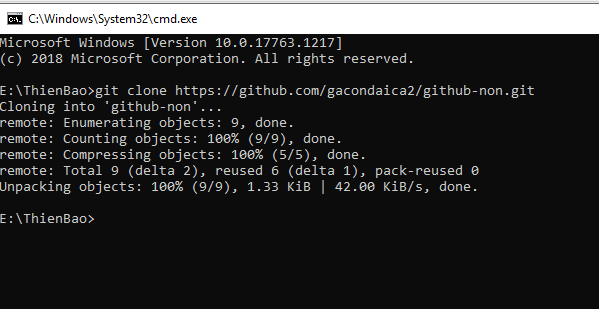 C:\Windows\System32\cmd.exe
Microsoft Windows [Version 10.0.17763.1217]
(c) 2018 Microsoft Corporation. All rights reserved.
E:\ThienBao>git clone https://github.com/gacondaica2/github-non.git
Cloning into 'github-non'...
remote: Enumerating objects: 9, done.
remote: Counting objects: 100% (9/9), done.
remote: Compressing objects: 100% (5/5), done.
remote: Total 9 (delta 2), reused 6 (delta 1), pack-reused 0
Unpacking objects: 100% (9/9), 1.33 KiB | 42.00 KiB/s, done.
E:\ThienBao>